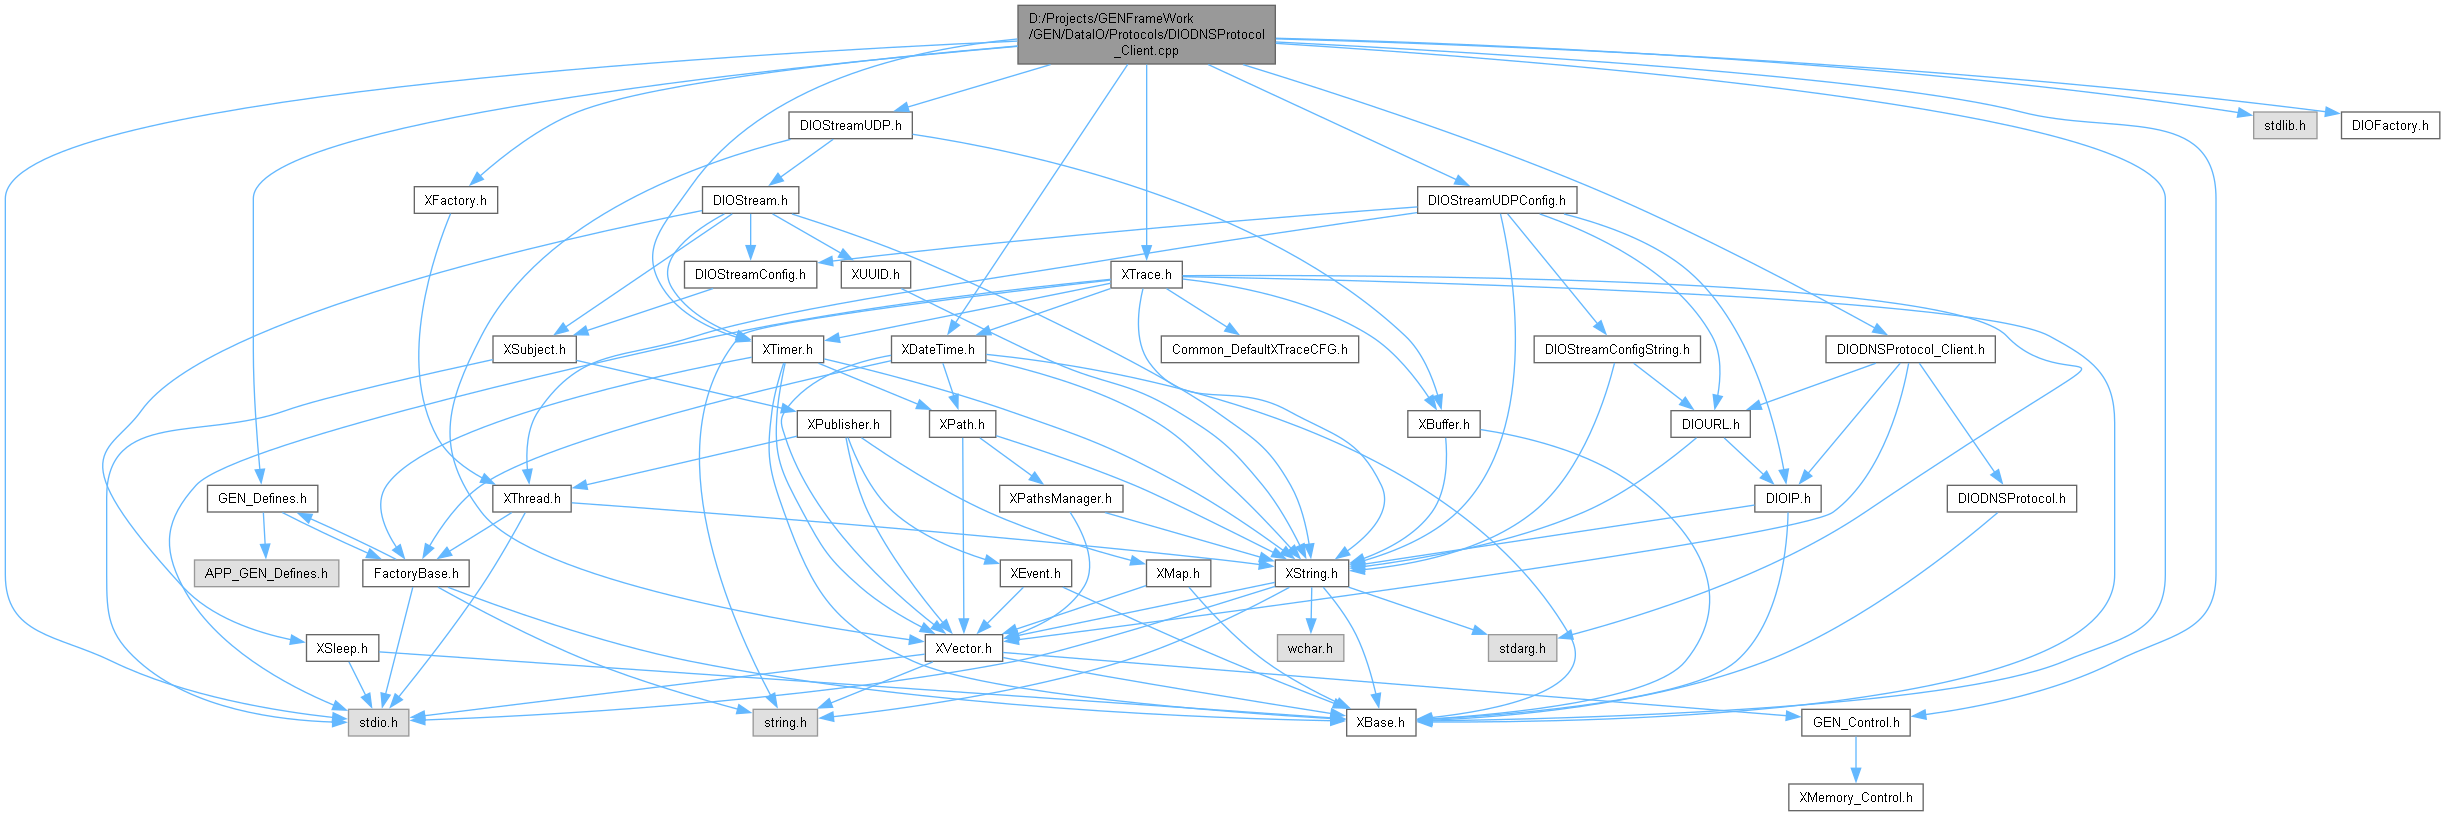 D:/Projects/GENFrameWork
/GEN/DataIO/Protocols/DIODNSProtocol
_Client.cpp
DIOStreamUDP.h
stdlib.h
DIOFactory.h
XFactory.h
DIOStream.h
DIOStreamUDPConfig.h
DIOStreamConfig.h
XUUID.h
XTrace.h
XSubject.h
XTimer.h
XDateTime.h
Common_DefaultXTraceCFG.h
DIOStreamConfigString.h
DIODNSProtocol_Client.h
XPublisher.h
XPath.h
XBuffer.h
DIOURL.h
GEN_Defines.h
XThread.h
XPathsManager.h
DIOIP.h
DIODNSProtocol.h
APP_GEN_Defines.h
FactoryBase.h
XEvent.h
XMap.h
XString.h
XSleep.h
XVector.h
wchar.h
stdarg.h
stdio.h
string.h
XBase.h
GEN_Control.h
XMemory_Control.h